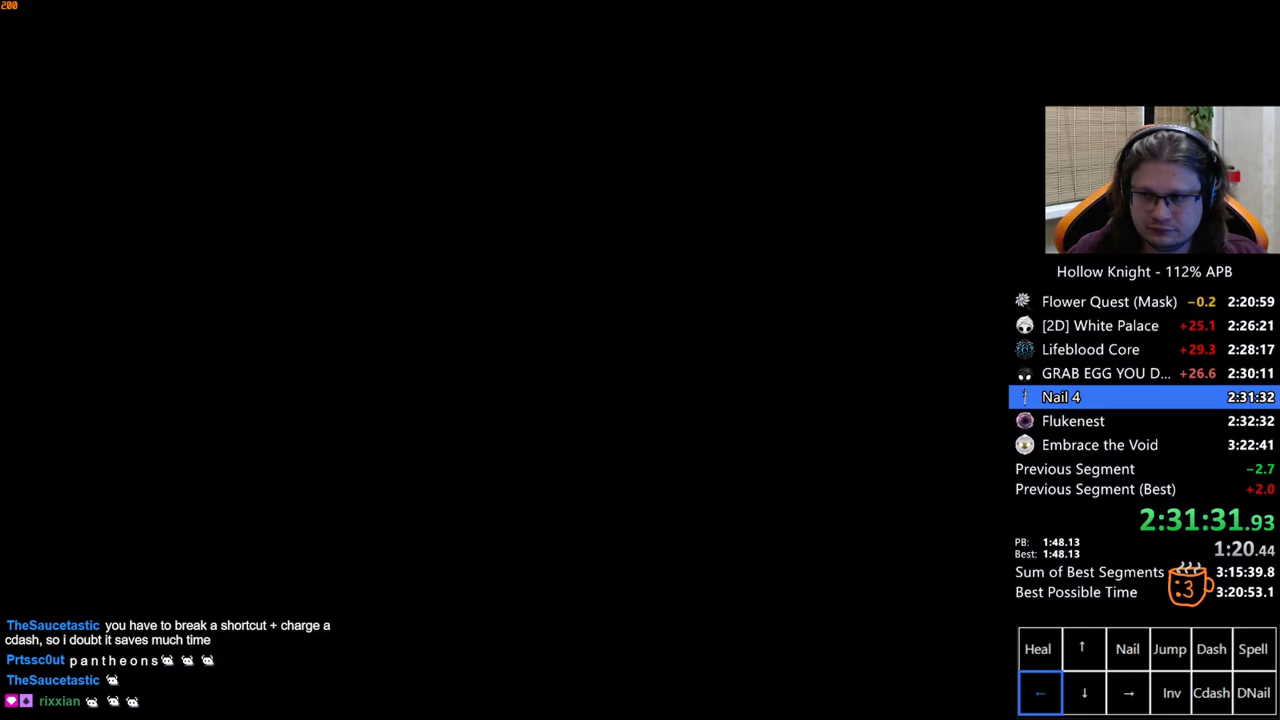 200
Hollow Knight - 112% APB
Flower Quest (Mask) −0.2 2:20:59
[2D] White Palace +25.1 2:26:21
Lifeblood Core +29.3 2:28:17
GRAB EGG YOU D... +26.6 2:30:11
Nail 4 2:31:32
Flukenest 2:32:32
Embrace the Void 3:22:41
Previous Segment −2.7
Previous Segment (Best) +2.0
2:31:31.93
PB: 1:48.13
Best: 1:48.13
1:20.44
Sum of Best Segments 3:15:39.8
Best Possible Time 3:20:53.1
:3
Heal ↑ Nail Jump Dash Spell
← ↓ → Inv Cdash DNail
TheSaucetastic you have to break a shortcut + charge a
cdash, so i doubt it saves much time
Prtssc0ut p a n t h e o n s
TheSaucetastic
rixxian